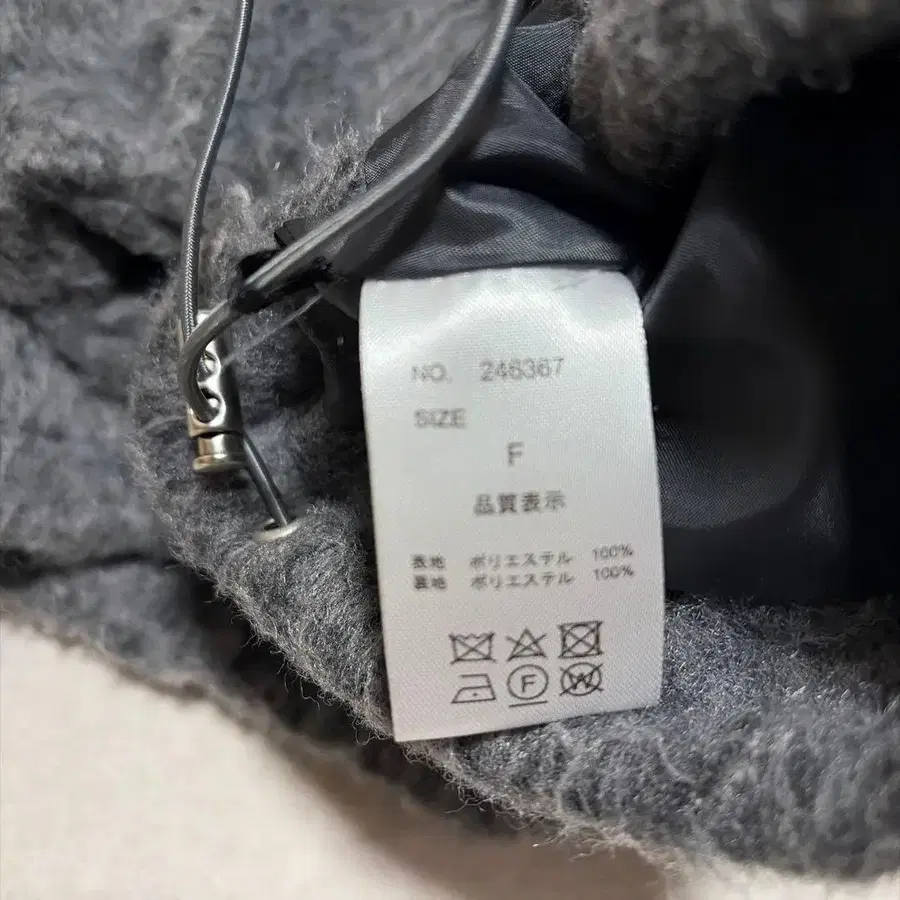 NO. 246367
SIZE
F
品質表示
表地 ポリエステル 100%
裏地 ポリエステル 100%
F W